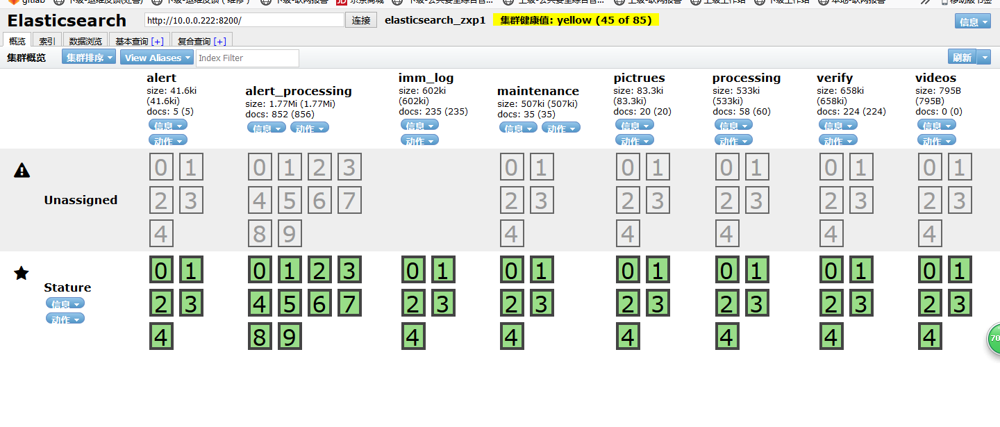 gitlab
京东商城
Elasticsearch http://10.0.0.222:8200/ 连接 elasticsearch_zxp1 集群健康值: yellow (45 of 85) 信息
概览 索引 数据浏览 基本查询 [+] 复合查询 [+]
集群概览 集群排序 View Aliases Index Filter 刷新
alert
size: 41.6ki
(41.6ki)
docs: 5 (5)
信息
动作
alert_processing
size: 1.77Mi (1.77Mi)
docs: 852 (856)
信息 动作
imm_log
size: 602ki
(602ki)
docs: 235 (235)
信息
动作
maintenance
size: 507ki (507ki)
docs: 35 (35)
信息 动作
pictrues
size: 83.3ki
(83.3ki)
docs: 20 (20)
信息
动作
processing
size: 533ki
(533ki)
docs: 58 (60)
信息
动作
verify
size: 658ki
(658ki)
docs: 224 (224)
信息
动作
videos
size: 795B
(795B)
docs: 0 (0)
信息
动作
0 1 0 1 2 3 0 1 0 1 0 1 0 1 0 1
Unassigned 2 3 4 5 6 7 2 3 2 3 2 3 2 3 2 3
4 8 9 4 4 4 4 4
0 1 0 1 2 3 0 1 0 1 0 1 0 1 0 1 0 1
Stature
信息
动作
2 3 4 5 6 7 2 3 2 3 2 3 2 3 2 3 2 3
4 8 9 4 4 4 4 4 4
70